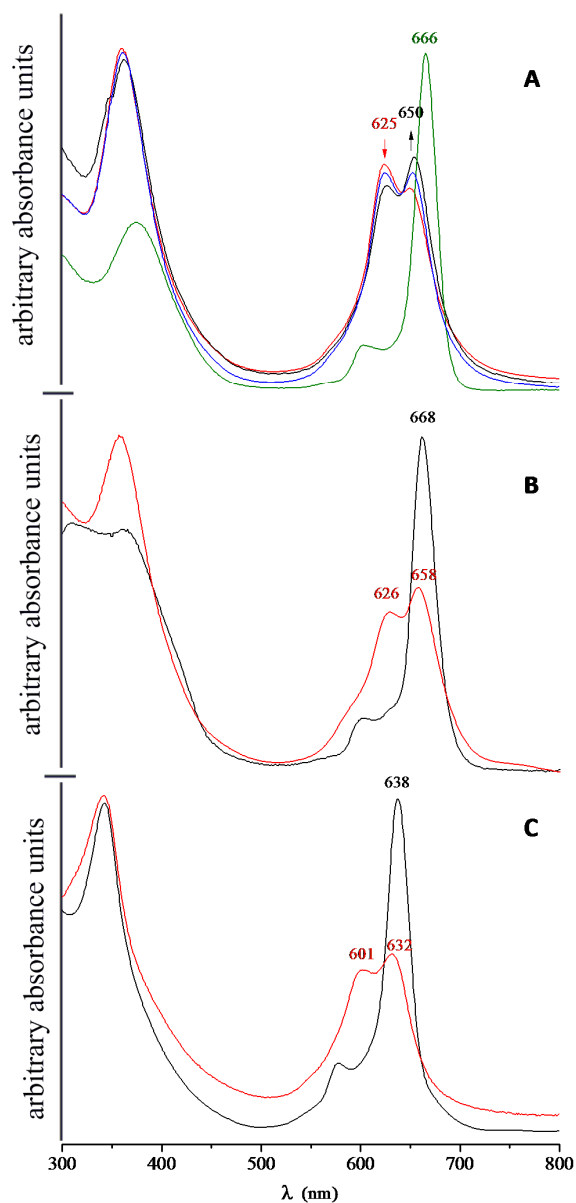 666
A
650
625
arbitrary absorbance units
668
B
658
626
arbitrary absorbance units
638
C
632
601
arbitrary absorbance units
300 400 500 600 700 800
λ (nm)